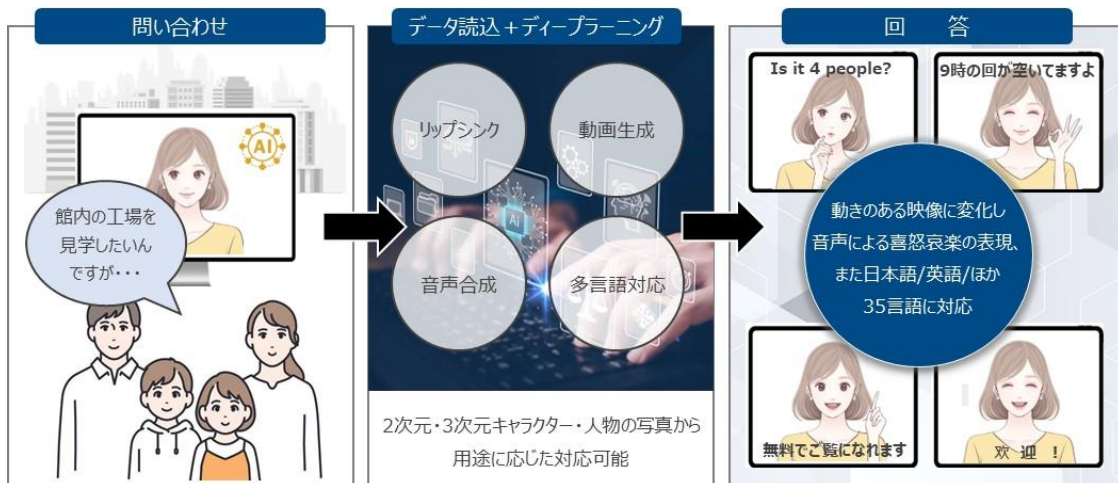 問い合わせ
AI
館内の工場を
見学したいん
ですが・・・
データ読込+ディープラーニング
リップシンク
動画生成
Ai
音声合成
多言語対応
2次元・3次元キャラクター・人物の写真から
用途に応じた対応可能
回　答
Is it 4 people?
9時の回が空いてますよ
動きのある映像に変化し
音声による喜怒哀楽の表現、
また日本語/英語/ほか
35言語に対応
無料でご覧になれます
欢 迎 !